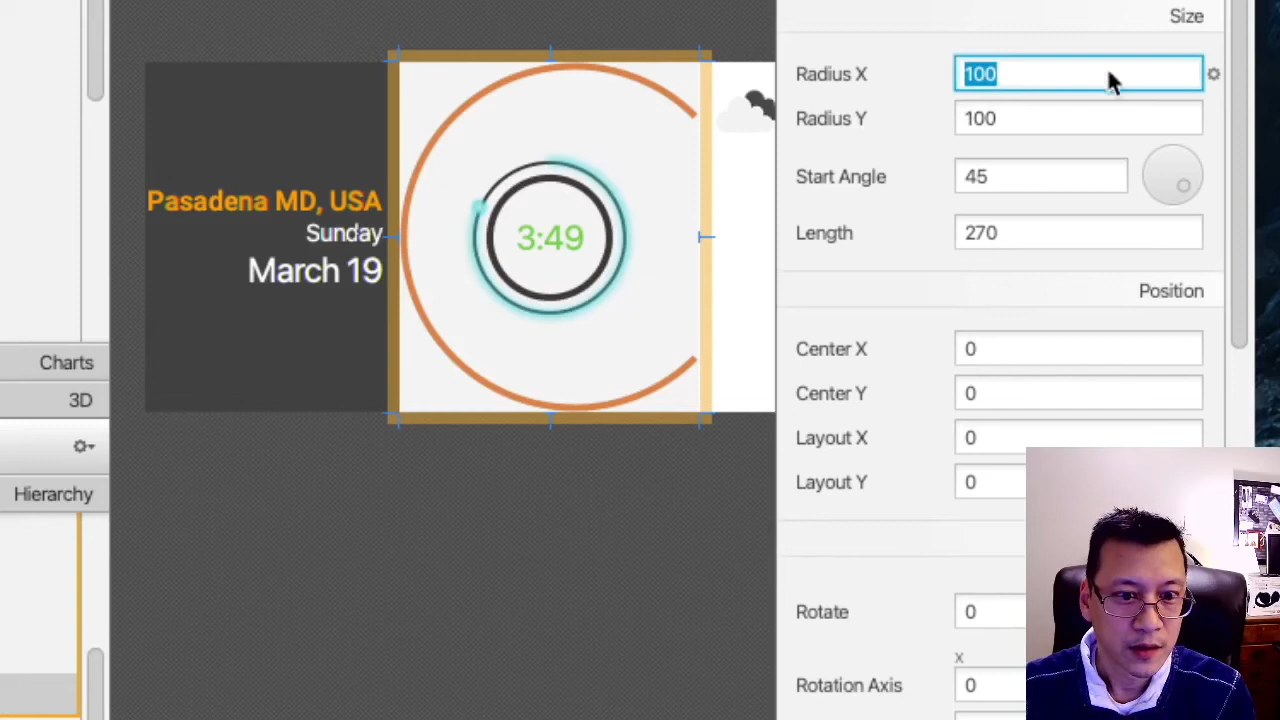 Size
Radius X 100
Radius Y 100
Start Angle 45
Length 270
Position
Center X 0
Center Y 0
Layout X 0
Layout Y 0
Rotate 0
X
Rotation Axis 0
Pasadena MD, USA
Sunday
March 19
3:49
Charts
3D
Hierarchy